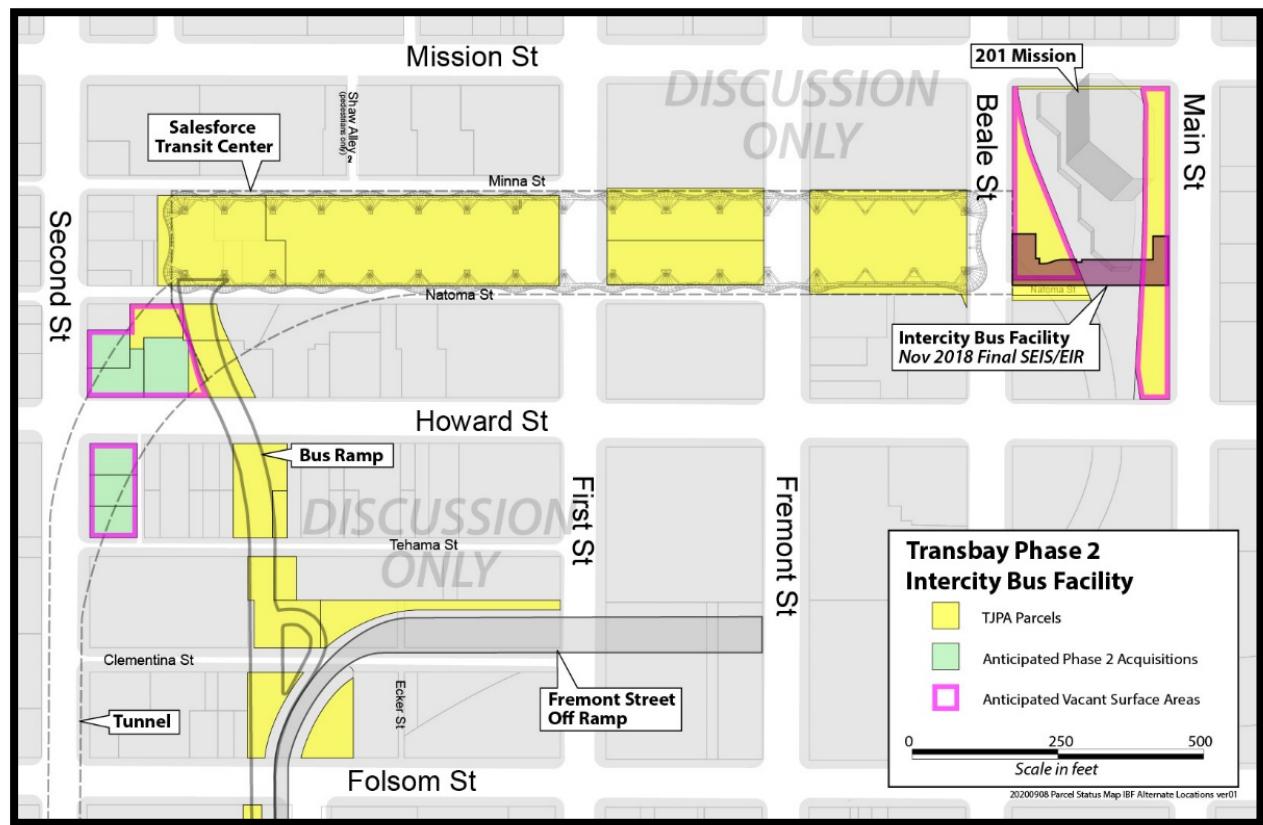 Mission St
201 Mission
DISCUSSION
ONLY
Shaw Alley
(pedestrians only)
Salesforce
Transit Center
Beale St
Main St
Minna St
Second St
Natoma St
Natoma St
Intercity Bus Facility
Nov 2018 Final SEIS/EIR
Howard St
Bus Ramp
First St
Fremont St
DISCUSSION
ONLY
Tehama St
Transbay Phase 2
Intercity Bus Facility
TJPA Parcels
Anticipated Phase 2 Acquisitions
Anticipated Vacant Surface Areas
0 250 500
Scale in feet
Clementina St
Ecker St
Fremont Street
Off Ramp
Tunnel
Folsom St
20200908 Parcel Status Map IBF Alternate Locations ver01